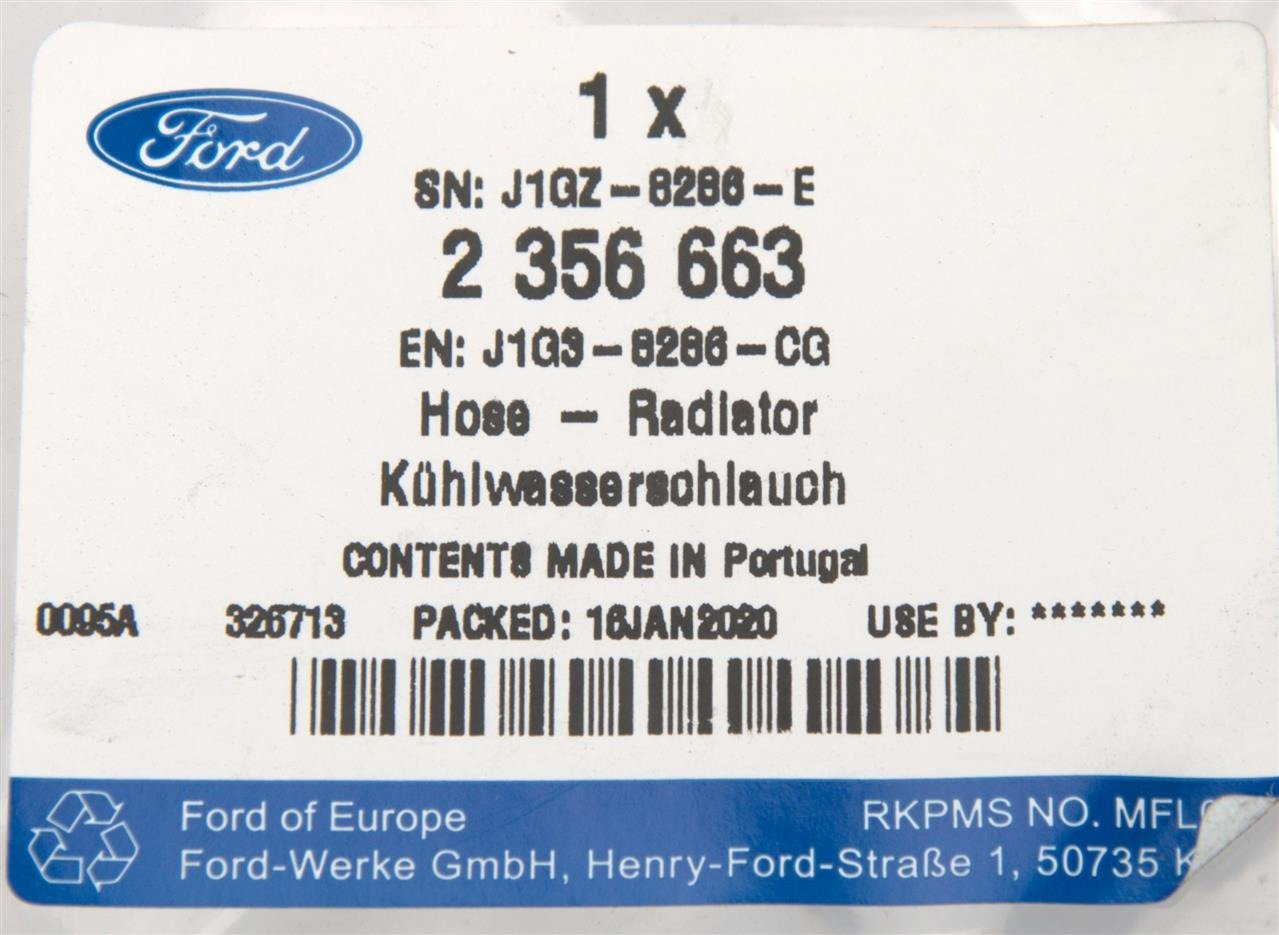 Ford
1 x
SN: J1GZ-8286-E
2 356 663
EN: J1G3-8286-CG
Hose - Radiator
Kühlwasserschlauch
CONTENTS MADE IN Portugal
0095A 326713 PACKED: 16JAN2020 USE BY: *******
Ford of Europe RKPMS NO. MFL
Ford-Werke GmbH, Henry-Ford-Straße 1, 50735 K